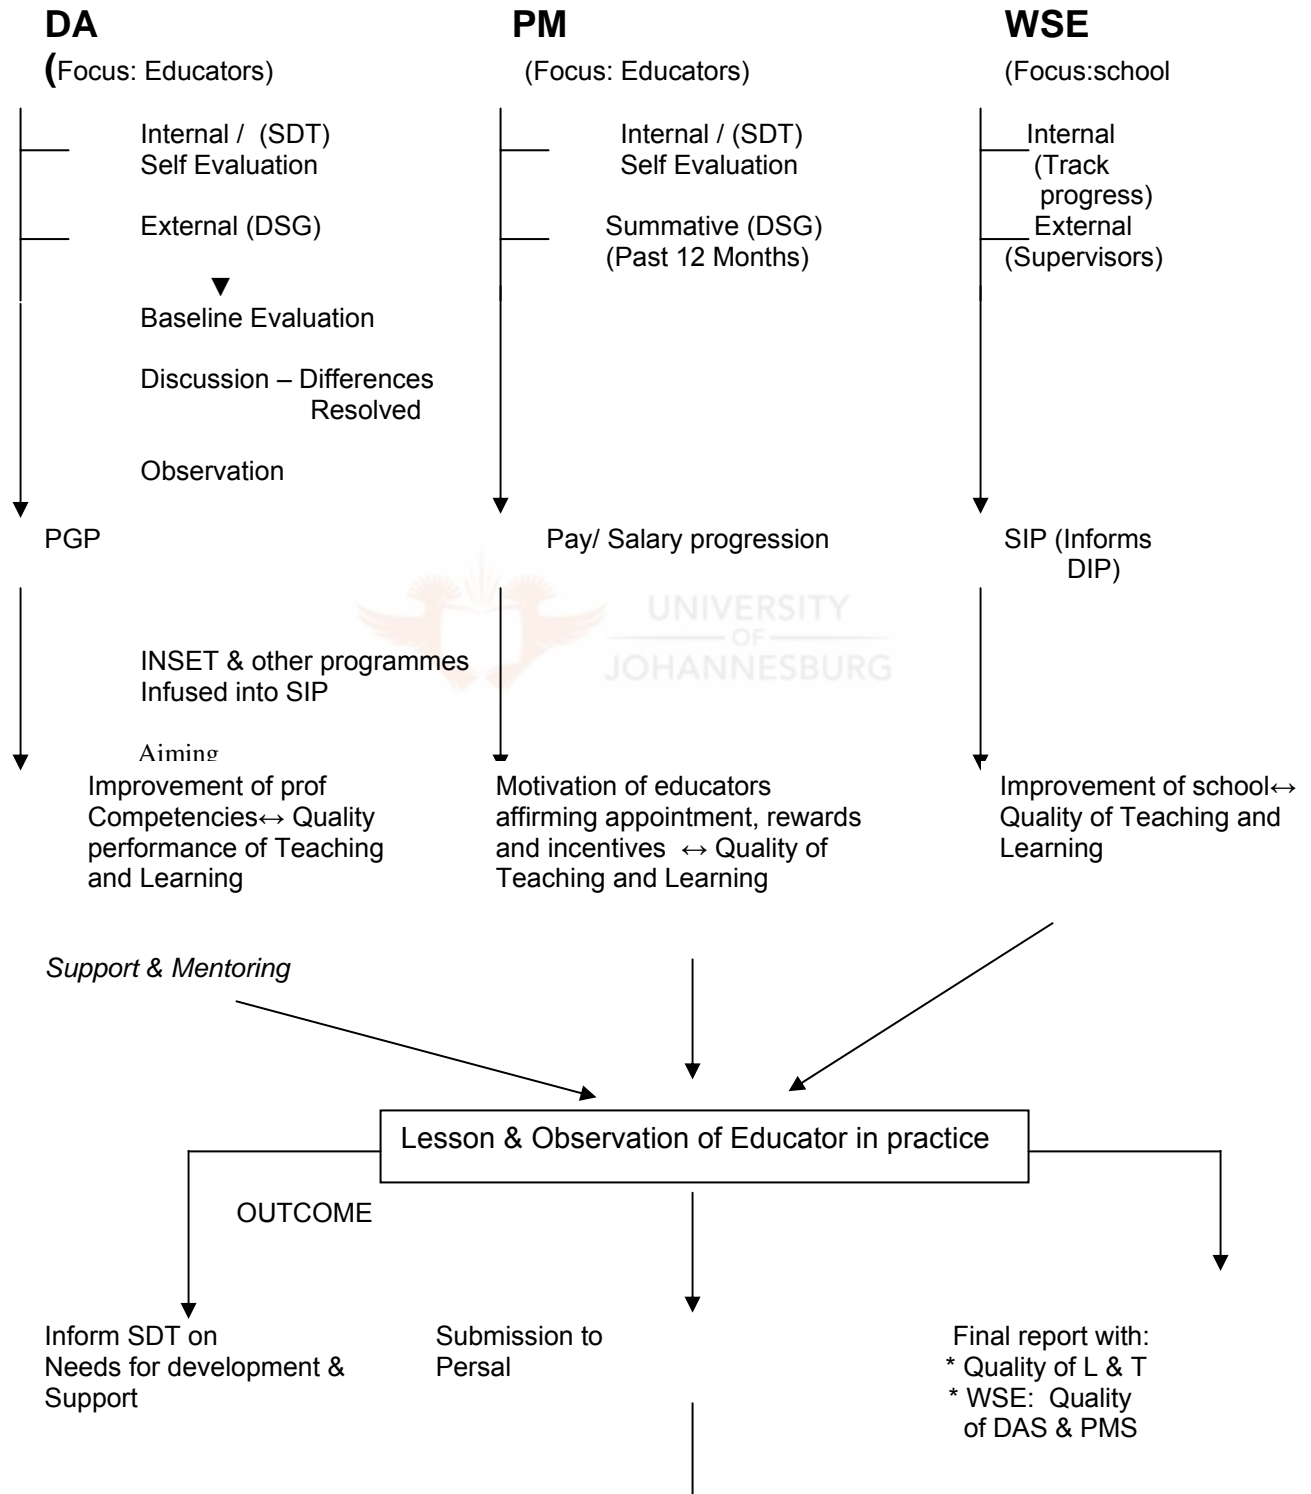 DA
(Focus: Educators)
Internal / (SDT)
Self Evaluation
External (DSG)
▼
Baseline Evaluation
Discussion – Differences
Resolved
Observation
PGP
INSET & other programmes
Infused into SIP
Aiming
Improvement of prof
Competencies↔ Quality
performance of Teaching
and Learning
Support & Mentoring
PM
(Focus: Educators)
Internal / (SDT)
Self Evaluation
Summative (DSG)
(Past 12 Months)
Pay/ Salary progression
UNIVERSITY
OF
JOHANNESBURG
Motivation of educators
affirming appointment, rewards
and incentives ↔ Quality of
Teaching and Learning
WSE
(Focus:school
Internal
(Track
progress)
External
(Supervisors)
SIP (Informs
DIP)
Improvement of school↔
Quality of Teaching and
Learning
Lesson & Observation of Educator in practice
OUTCOME
Inform SDT on
Needs for development &
Support
Submission to
Persal
Final report with:
* Quality of L & T
* WSE: Quality
of DAS & PMS